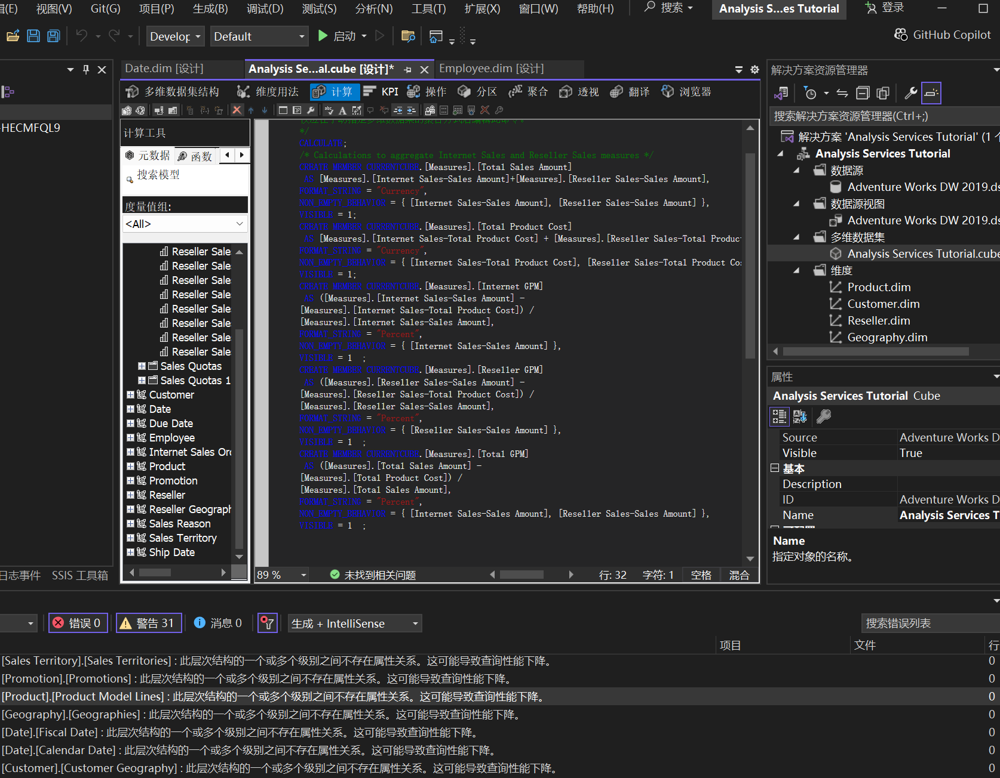 辑(E) 视图(V) Git(G) 项目(P) 生成(B) 调试(D) 测试(S) 分析(N) 工具(T) 扩展(X) 窗口(W) 帮助(H) 搜索 Analysis S...es Tutorial 登录
Develop Default 启动 GitHub Copilot
-HECMFQL9
Date.dim [设计] Analysis Se...al.cube [设计]* Employee.dim [设计]
多维数据集结构 维度用法 计算 KPI 操作 分区 聚合 透视 翻译 浏览器
计算工具
元数据 函数
搜索模型
度量值组:
<All>
Reseller Sale
Reseller Sale
Reseller Sale
Reseller Sale
Reseller Sale
Reseller Sale
Reseller Sale
Reseller Sale
Sales Quotas
Sales Quotas 1
Customer
Date
Due Date
Employee
Internet Sales Ord
Product
Promotion
Reseller
Reseller Geograph
Sales Reason
Sales Territory
Ship Date
*/
CALCULATE;
/* Calculations to aggregate Internet Sales and Reseller Sales measures */
CREATE MEMBER CURRENTCUBE.[Measures].[Total Sales Amount]
AS [Measures].[Internet Sales-Sales Amount]+[Measures].[Reseller Sales-Sales Amount],
FORMAT_STRING = "Currency",
NON_EMPTY_BEHAVIOR = { [Internet Sales-Sales Amount], [Reseller Sales-Sales Amount] },
VISIBLE = 1;
CREATE MEMBER CURRENTCUBE.[Measures].[Total Product Cost]
AS [Measures].[Internet Sales-Total Product Cost] + [Measures].[Reseller Sales-Total Produc
FORMAT_STRING = "Currency",
NON_EMPTY_BEHAVIOR = { [Internet Sales-Total Product Cost], [Reseller Sales-Total Product Co
VISIBLE = 1;
CREATE MEMBER CURRENTCUBE.[Measures].[Internet GPM]
AS ([Measures].[Internet Sales-Sales Amount] -
[Measures].[Internet Sales-Total Product Cost]) /
[Measures].[Internet Sales-Sales Amount],
FORMAT_STRING = "Percent",
NON_EMPTY_BEHAVIOR = { [Internet Sales-Sales Amount] },
VISIBLE = 1 ;
CREATE MEMBER CURRENTCUBE.[Measures].[Reseller GPM]
AS ([Measures].[Reseller Sales-Sales Amount] -
[Measures].[Reseller Sales-Total Product Cost]) /
[Measures].[Reseller Sales-Sales Amount],
FORMAT_STRING = "Percent",
NON_EMPTY_BEHAVIOR = { [Reseller Sales-Sales Amount] },
VISIBLE = 1 ;
CREATE MEMBER CURRENTCUBE.[Measures].[Total GPM]
AS ([Measures].[Total Sales Amount] -
[Measures].[Total Product Cost]) /
[Measures].[Total Sales Amount],
FORMAT_STRING = "Percent",
NON_EMPTY_BEHAVIOR = { [Internet Sales-Sales Amount], [Reseller Sales-Sales Amount] },
VISIBLE = 1 ;
89 % 未找到相关问题 行: 32 字符: 1 空格 混合
解决方案资源管理器
搜索解决方案资源管理器(Ctrl+;)
解决方案 'Analysis Services Tutorial' (1 个
Analysis Services Tutorial
数据源
Adventure Works DW 2019.ds
数据源视图
Adventure Works DW 2019.ds
多维数据集
Analysis Services Tutorial.cube
维度
Product.dim
Customer.dim
Reseller.dim
Geography.dim
属性
Analysis Services Tutorial Cube
Source Adventure Works D
Visible True
基本
Description
ID Adventure Works D
Name Analysis Services T
Name
指定对象的名称。
日志事件 SSIS 工具箱
错误 0 警告 31 消息 0 生成 + IntelliSense 搜索错误列表
项目 文件 行
[Sales Territory].[Sales Territories] : 此层次结构的一个或多个级别之间不存在属性关系。这可能导致查询性能下降。 0
[Promotion].[Promotions] : 此层次结构的一个或多个级别之间不存在属性关系。这可能导致查询性能下降。 0
[Product].[Product Model Lines] : 此层次结构的一个或多个级别之间不存在属性关系。这可能导致查询性能下降。 0
[Geography].[Geographies] : 此层次结构的一个或多个级别之间不存在属性关系。这可能导致查询性能下降。 0
[Date].[Fiscal Date] : 此层次结构的一个或多个级别之间不存在属性关系。这可能导致查询性能下降。 0
[Date].[Calendar Date] : 此层次结构的一个或多个级别之间不存在属性关系。这可能导致查询性能下降。 0
[Customer].[Customer Geography] : 此层次结构的一个或多个级别之间不存在属性关系。这可能导致查询性能下降。 0